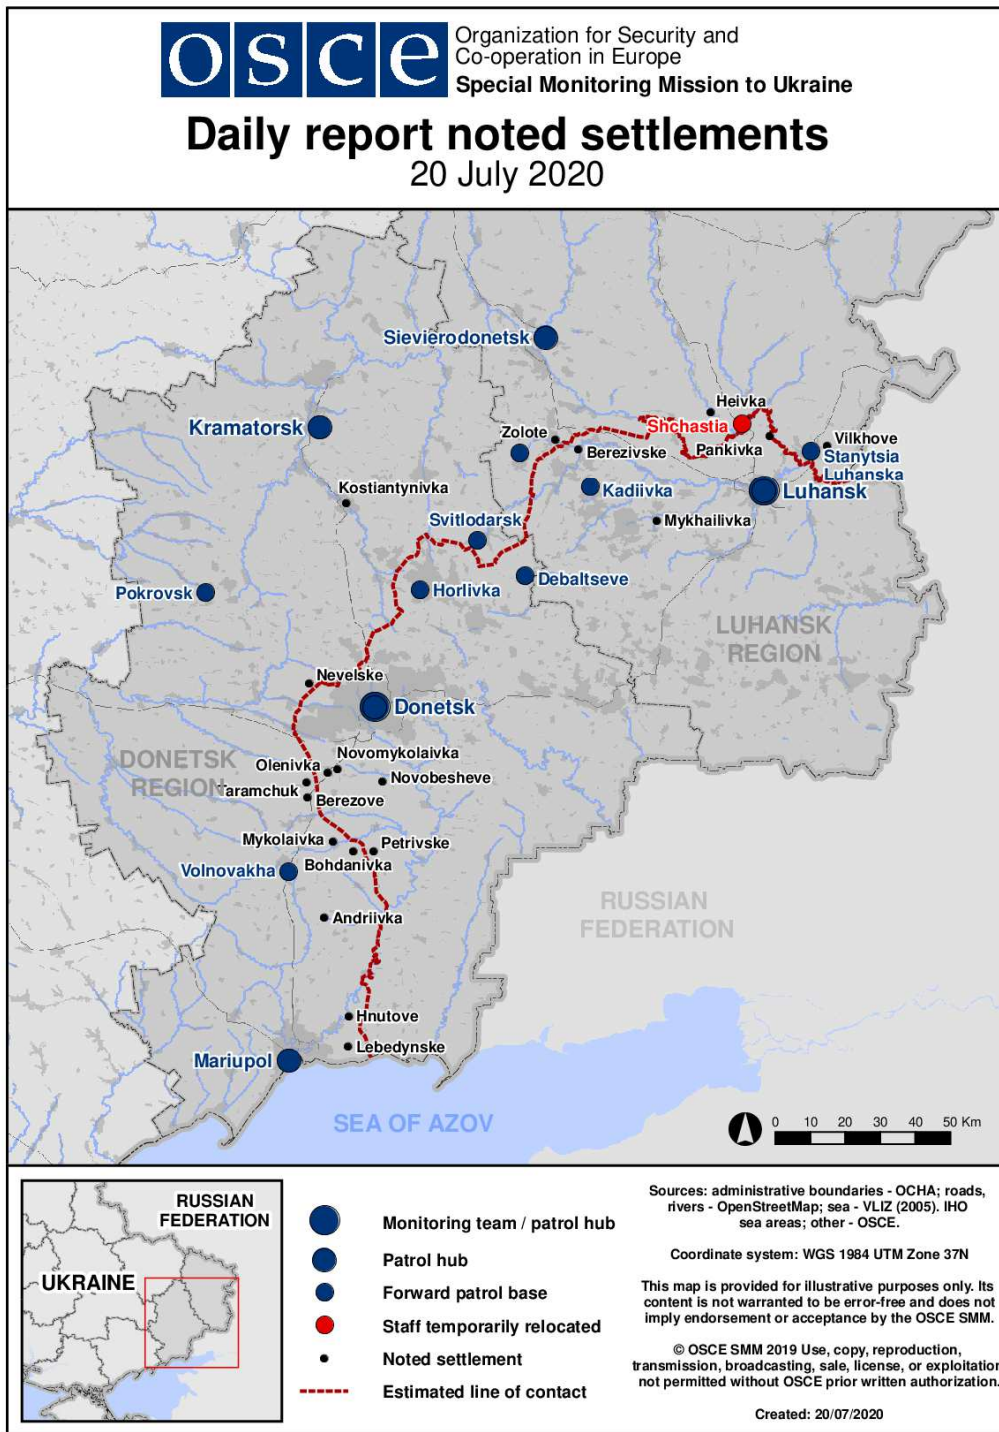 osce
Organization for Security and
Co-operation in Europe
Special Monitoring Mission to Ukraine
Daily report noted settlements
20 July 2020
Sievierodonetsk
Heivka
Kramatorsk
Shchastia
Zolote
Vilkhove
Berezivske
Pankivka
Stanytsia
Luhanska
Kadiivka
Luhansk
Kostiantynivka
Svitlodarsk
Mykhailivka
Debaltseve
Pokrovsk
Horlivka
LUHANSK
REGION
Nevelske
Donetsk
DONETSK
REGION
Novomykolaivka
Olenivka
Novobesheve
Taramchuk
Berezove
Mykolaivka
Petrivske
Bohdanivka
Volnovakha
Andriivka
RUSSIAN
FEDERATION
Hnutove
Lebedynske
Mariupol
SEA OF AZOV
0 10 20 30 40 50 Km
RUSSIAN
FEDERATION
UKRAINE
Monitoring team / patrol hub
Patrol hub
Forward patrol base
Staff temporarily relocated
Noted settlement
Estimated line of contact
Sources: administrative boundaries - OCHA; roads,
rivers - OpenStreetMap; sea - VLIZ (2005). IHO
sea areas; other - OSCE.
Coordinate system: WGS 1984 UTM Zone 37N
This map is provided for illustrative purposes only. Its
content is not warranted to be error-free and does not
imply endorsement or acceptance by the OSCE SMM.
© OSCE SMM 2019 Use, copy, reproduction,
transmission, broadcasting, sale, license, or exploitation
not permitted without OSCE prior written authorization.
Created: 20/07/2020